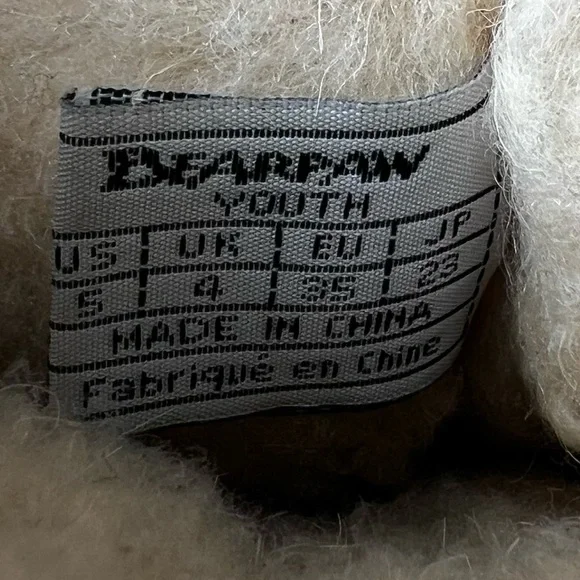 BEARPAW
YOUTH
US UK EU JP
5 4 35 23
MADE IN CHINA
Fabriqué en Chine